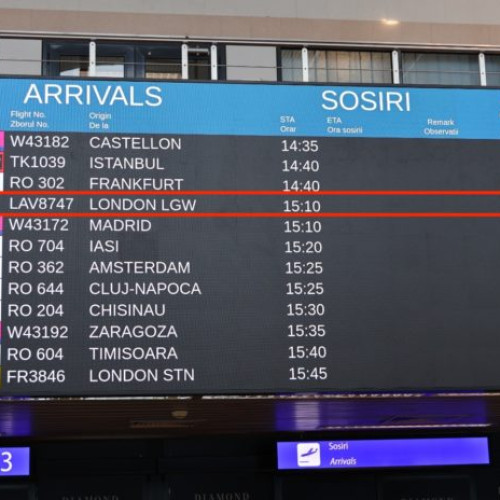 ARRIVALS SOSIRI
Flight No. Origin STA ETA Remark
Zborul No. De la Orar Ora sosirii Observatii
W43182 CASTELLON 14:35
TK1039 ISTANBUL 14:40
RO 302 FRANKFURT 14:40
LAV8747 LONDON LGW 15:10
W43172 MADRID 15:10
RO 704 IASI 15:20
RO 362 AMSTERDAM 15:25
RO 644 CLUJ-NAPOCA 15:25
RO 204 CHISINAU 15:30
W43192 ZARAGOZA 15:35
RO 604 TIMISOARA 15:40
FR3846 LONDON STN 15:45
3
Sosiri
Arrivals
DIAMOND DIAMOND